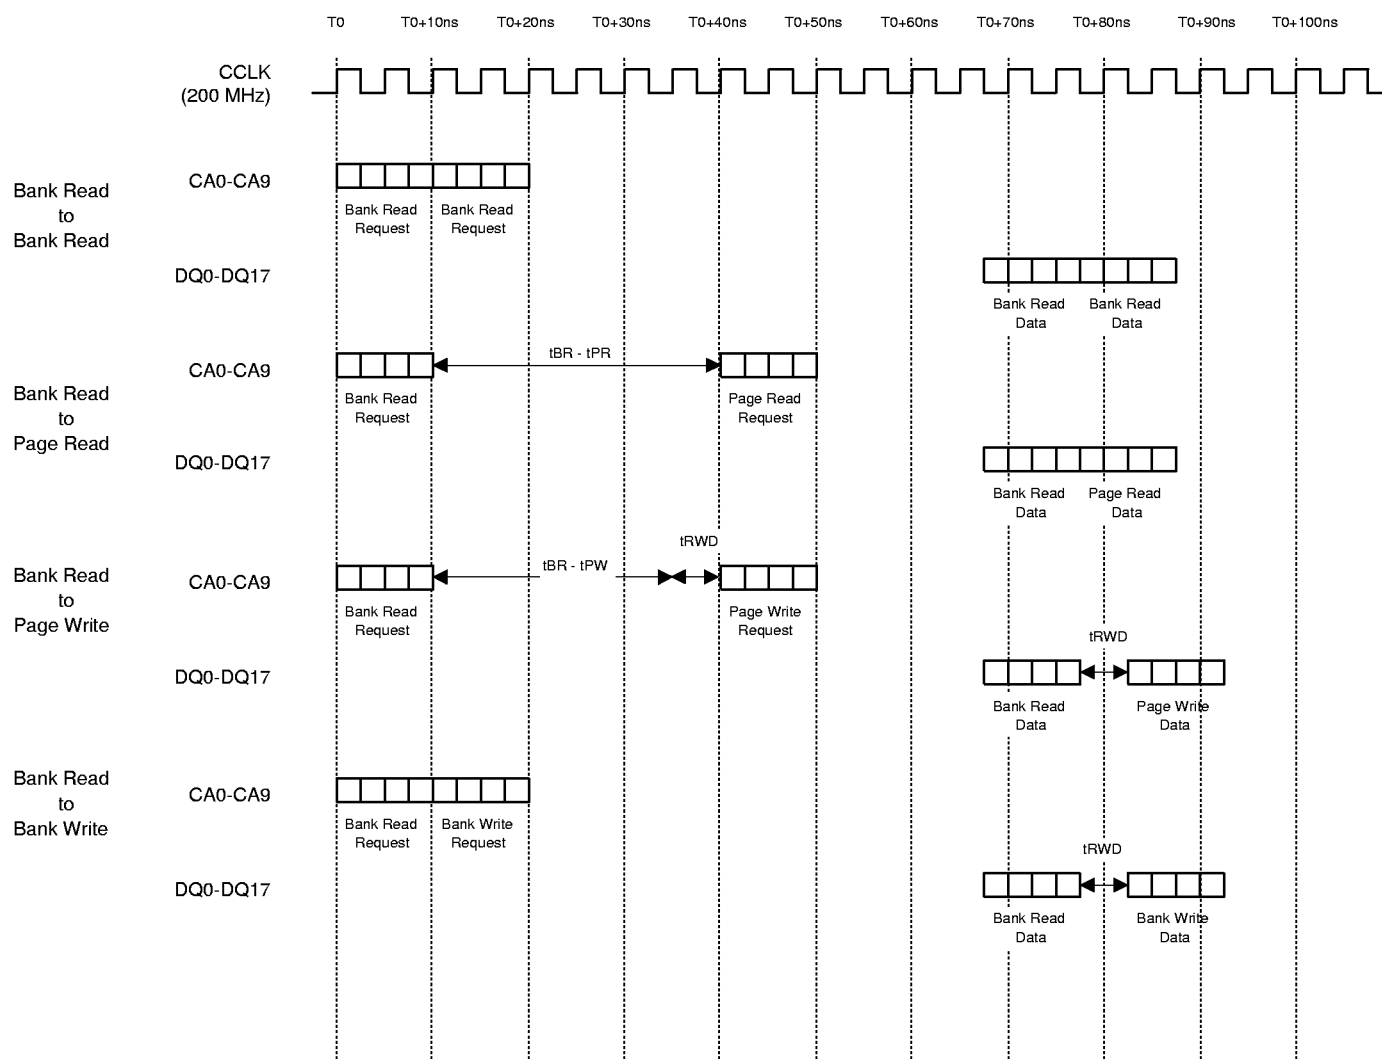 T0 T0+10ns T0+20ns T0+30ns T0+40ns T0+50ns T0+60ns T0+70ns T0+80ns T0+90ns T0+100ns
CCLK
(200 MHz)
Bank Read
to
Bank Read
CA0-CA9
Bank Read Bank Read
Request Request
DQ0-DQ17
Bank Read Bank Read
Data Data
Bank Read
to
Page Read
CA0-CA9
tBR - tPR
Bank Read Page Read
Request Request
DQ0-DQ17
Bank Read Page Read
Data Data
Bank Read
to
Page Write
tRWD
CA0-CA9
tBR - tPW
Bank Read Page Write
Request Request
tRWD
DQ0-DQ17
Bank Read Page Write
Data Data
Bank Read
to
Bank Write
CA0-CA9
Bank Read Bank Write
Request Request
tRWD
DQ0-DQ17
Bank Read Bank Write
Data Data